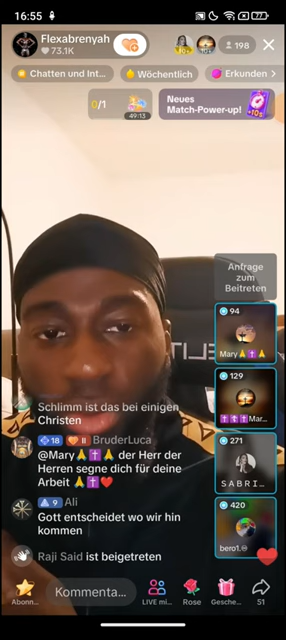 16:55
77
Flexabrenyah
73.1K
198
Chatten und Int...
Wöchentlich
Erkunden
0/1
49:13
Neues
Match-Power-up!
Anfrage
zum
Beitreten
94
Mary🙏✝️🙏
129
✝️✝️✝️Mar...
271
SABRI...
420
bero1.
Schlimm ist das bei einigen
Christen
18 II BruderLuca
@Mary🙏✝️🙏 der Herr der
Herren segne dich für deine
Arbeit 🙏✝️❤️
9 Ali
Gott entscheidet wo wir hin
kommen
Raji Said ist beigetreten
Abonn...
Kommenta...
LIVE mi...
Rose
Gesche...
51